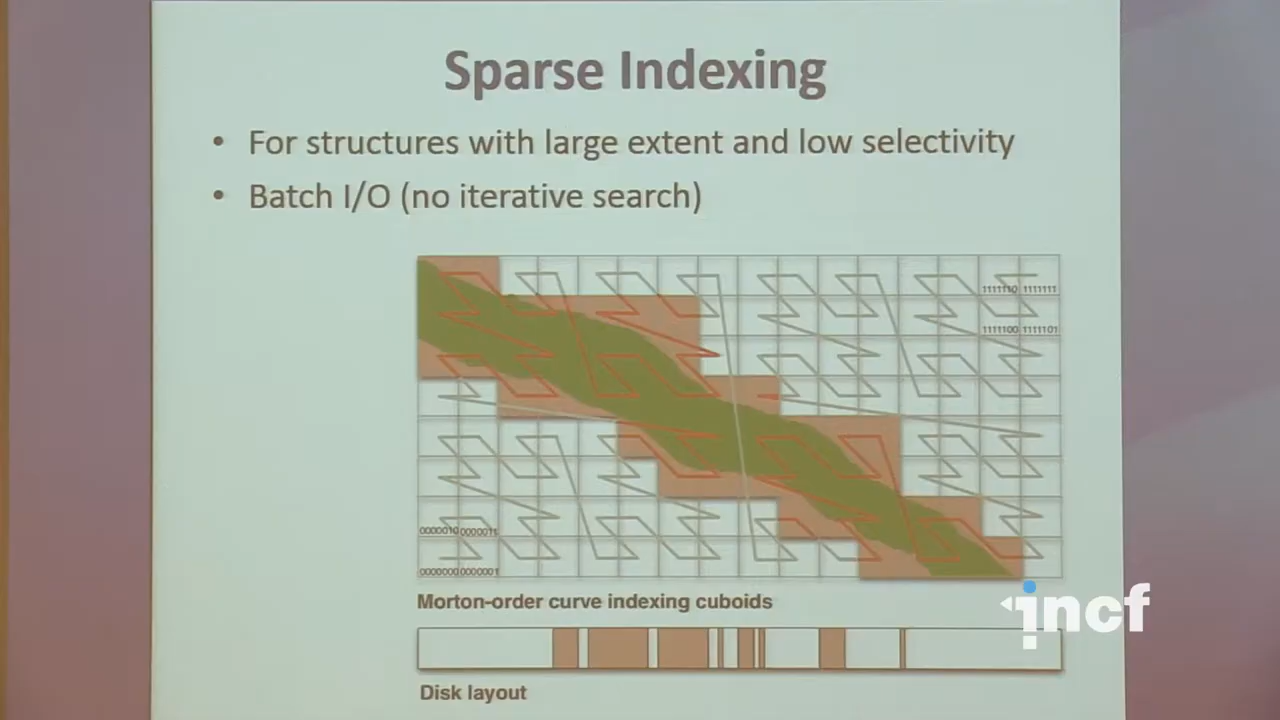 Sparse Indexing
• For structures with large extent and low selectivity
• Batch I/O (no iterative search)
1111110 1111111
1111100 1111101
0000010 0000011
0000000 0000001
Morton-order curve indexing cuboids
Disk layout
incf